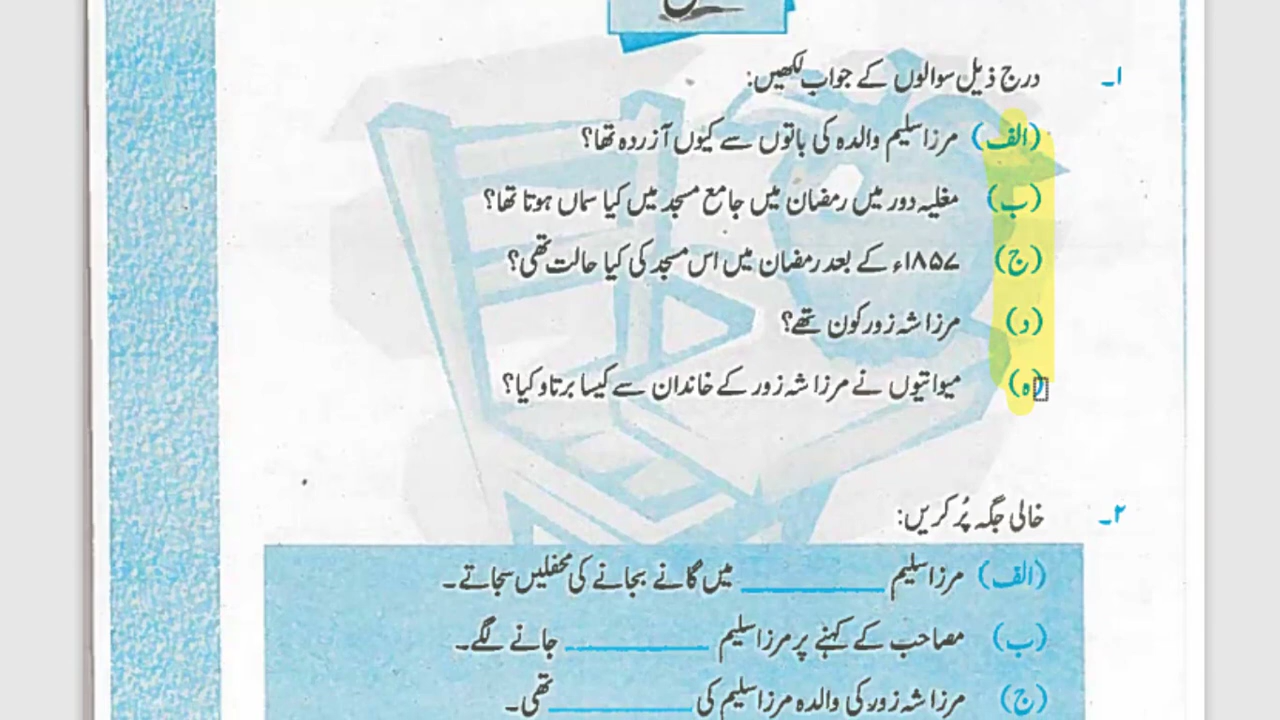 ۱۔ درج ذیل سوالوں کے جواب لکھیں:
(الف) مرزا سلیم والدہ کی باتوں سے کیوں آزردہ تھا؟
(ب) مغلیہ دور میں رمضان میں جامع مسجد میں کیا سماں ہوتا تھا؟
(ج) ۱۸۵۷ء کے بعد رمضان میں اس مسجد کی کیا حالت تھی؟
(د) مرزا شہ زور کون تھے؟
(ہ) میواتیوں نے مرزا شہ زور کے خاندان سے کیسا برتاو کیا؟
۲۔ خالی جگہ پُر کریں:
(الف) مرزا سلیم __________ میں گانے بجانے کی محفلیں سجاتے۔
(ب) مصاحب کے کہنے پر مرزا سلیم __________ جانے لگے۔
(ج) مرزا شہ زور کی والدہ مرزا سلیم کی __________ تھی۔